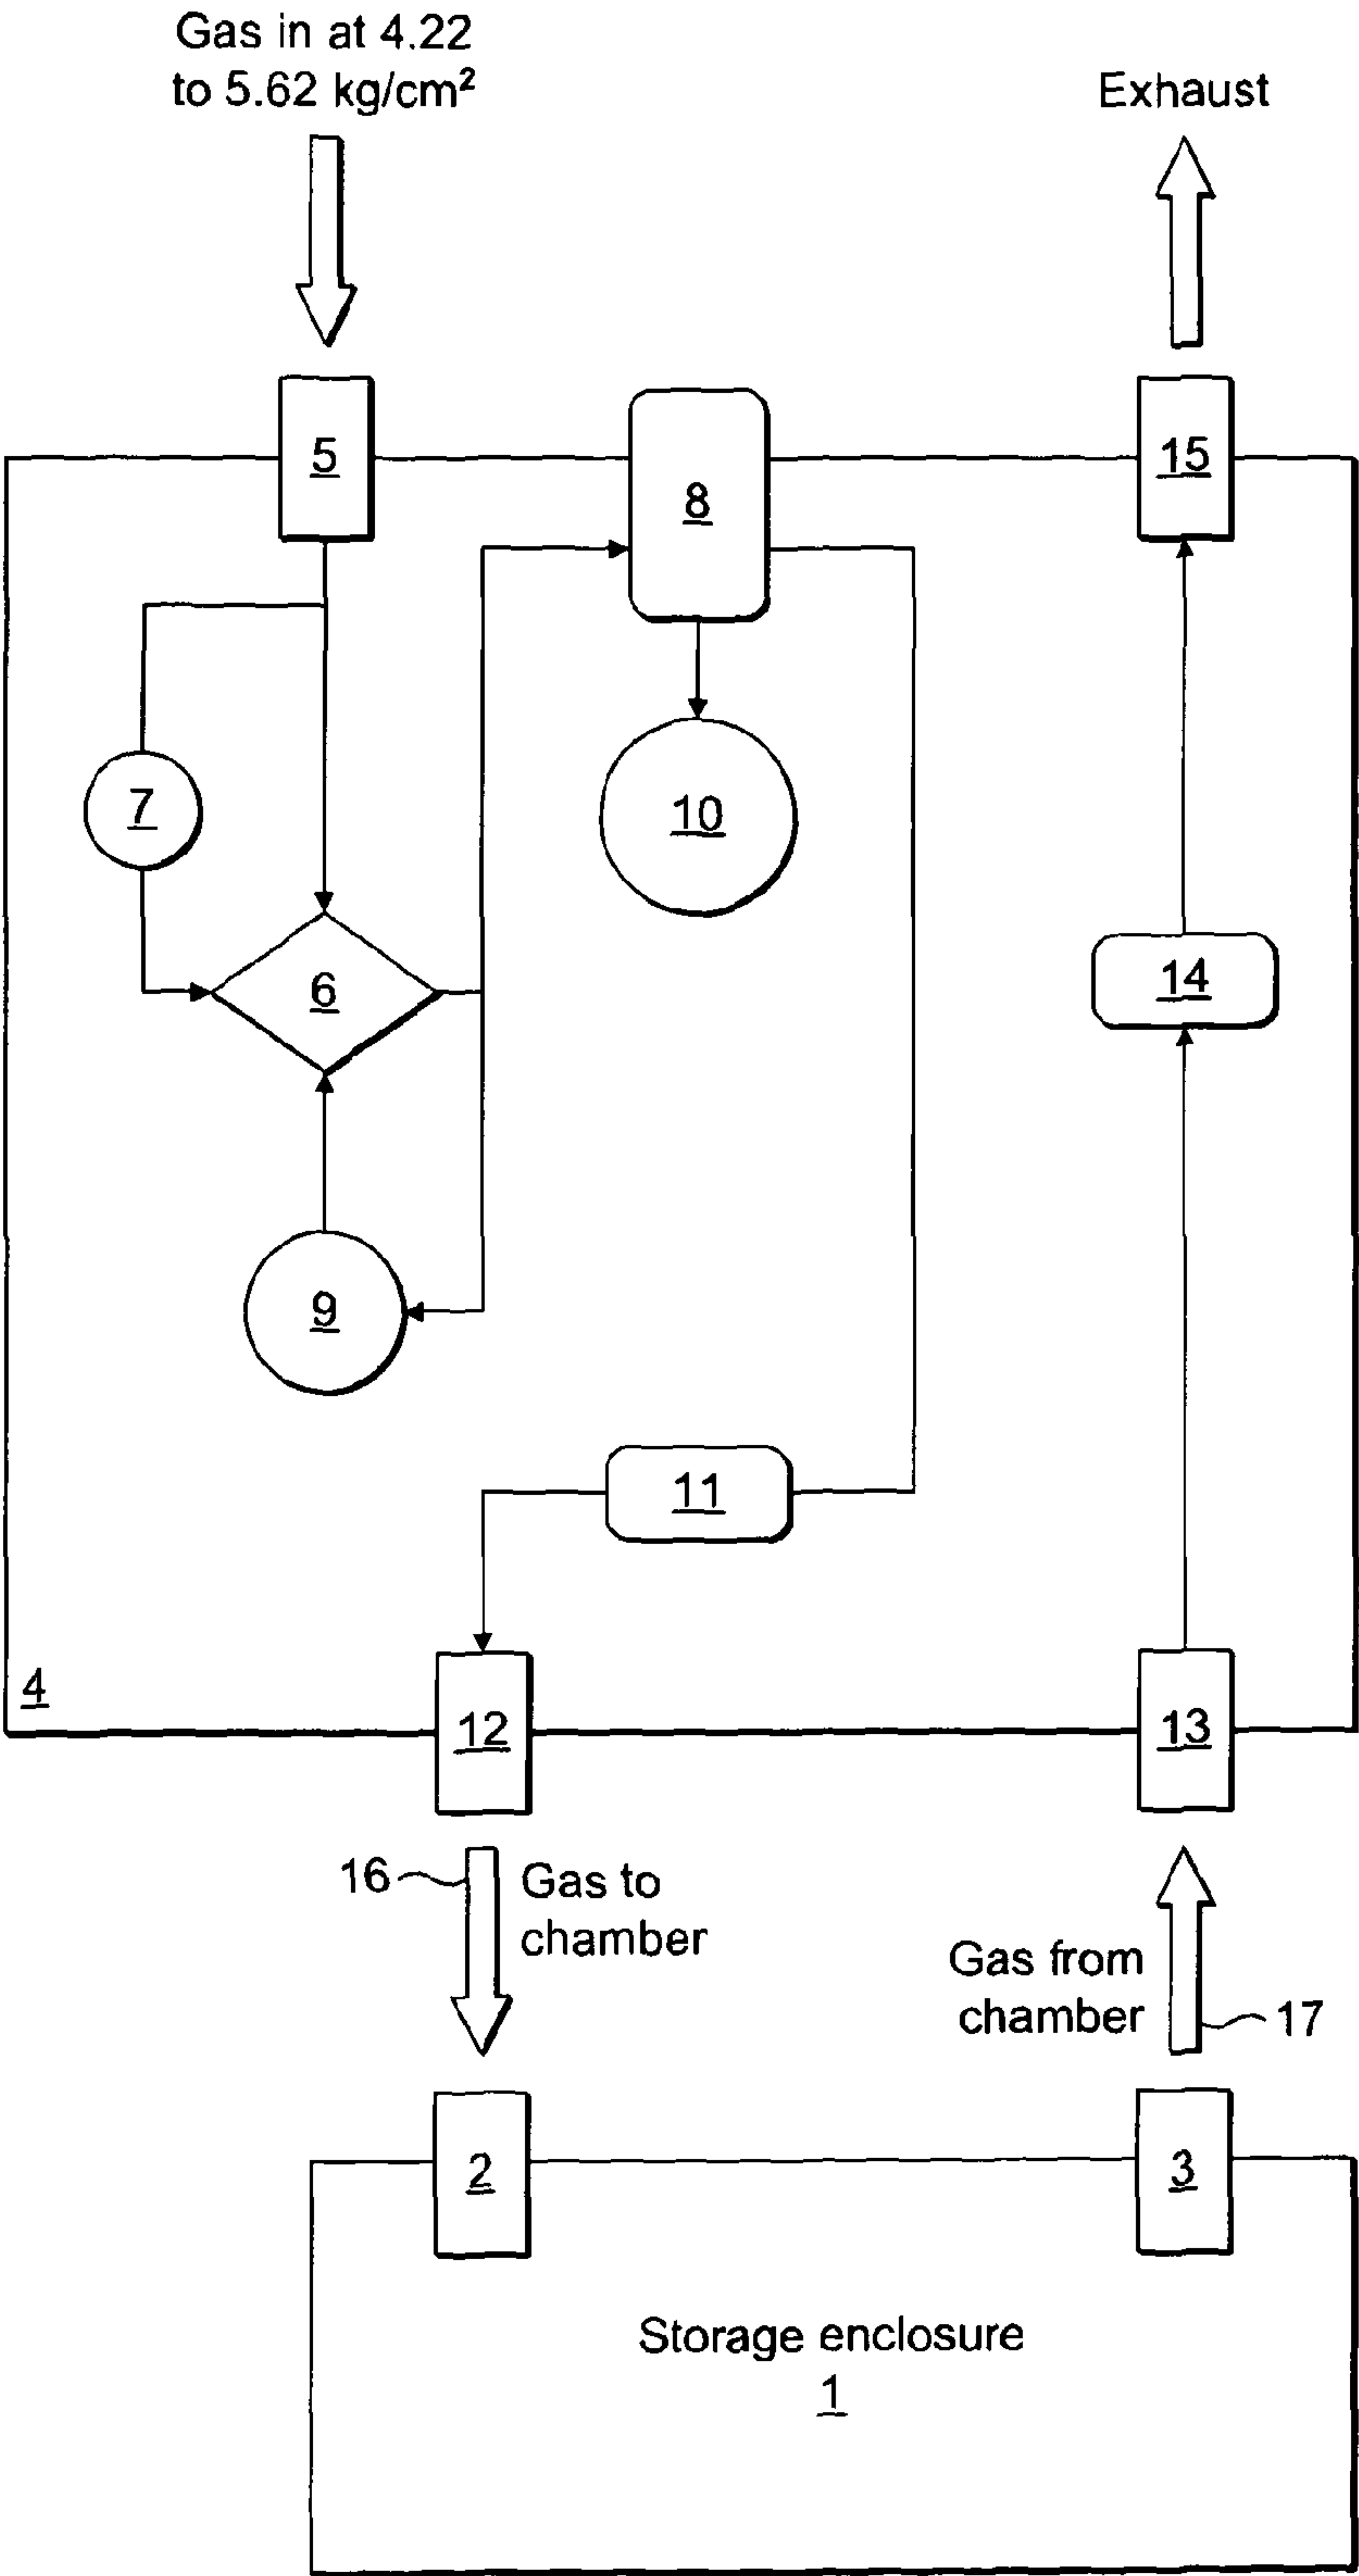 Gas in at 4.22
to 5.62 kg/cm²
Exhaust
5
8
15
7
10
6
14
9
11
4
12
13
16
Gas to
chamber
Gas from
chamber
17
2
3
Storage enclosure
1